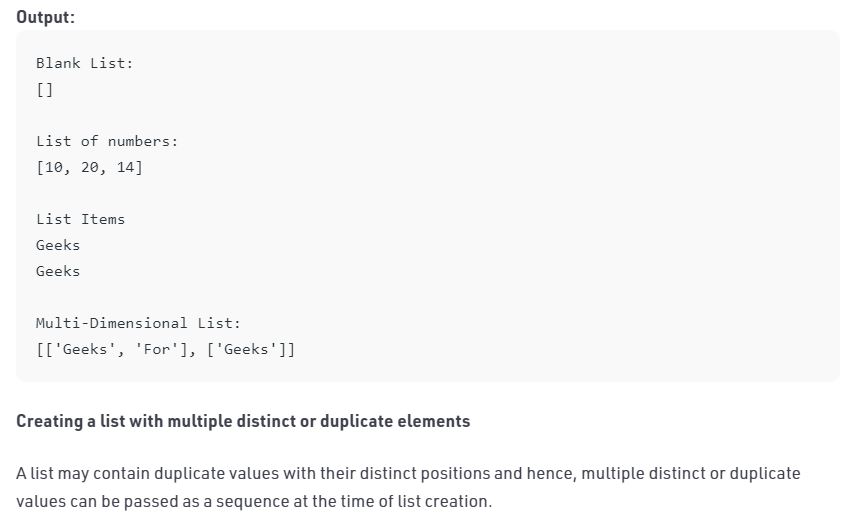 Output:
Blank List:
[]
List of numbers:
[10, 20, 14]
List Items
Geeks
Geeks
Multi-Dimensional List:
[['Geeks', 'For'], ['Geeks']]
Creating a list with multiple distinct or duplicate elements
A list may contain duplicate values with their distinct positions and hence, multiple distinct or duplicate
values can be passed as a sequence at the time of list creation.